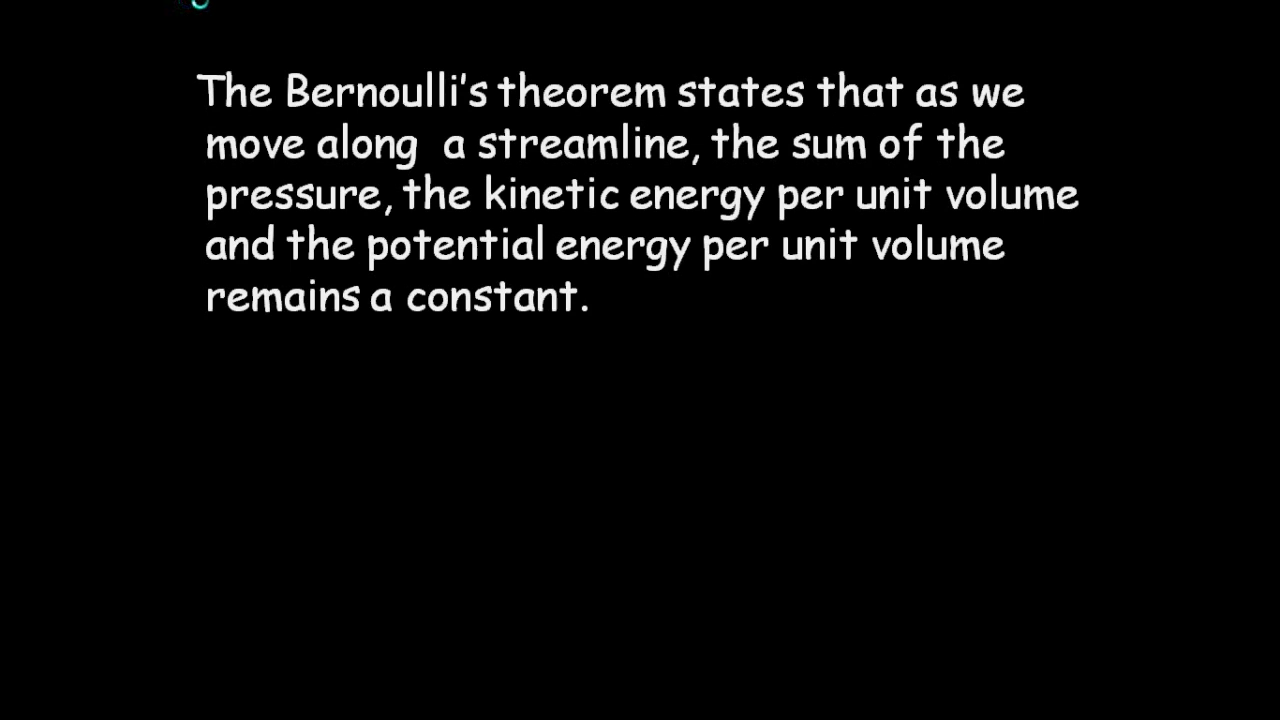 The Bernoulli's theorem states that as we
move along a streamline, the sum of the
pressure, the kinetic energy per unit volume
and the potential energy per unit volume
remains a constant.